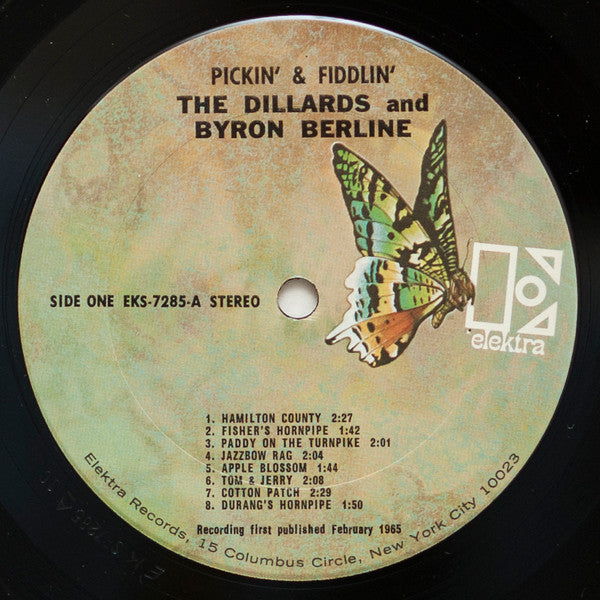 PICKIN' & FIDDLIN'
THE DILLARDS and
BYRON BERLINE
SIDE ONE EKS-7285-A STEREO
elektra
1. HAMILTON COUNTY 2:27
2. FISHER'S HORNPIPE 1:42
3. PADDY ON THE TURNPIKE 2:01
4. JAZZBOW RAG 2:04
5. APPLE BLOSSOM 1:44
6. TOM & JERRY 2:08
7. COTTON PATCH 2:29
8. DURANG'S HORNPIPE 1:50
Recording first published February 1965
Elektra Records, 15 Columbus Circle, New York City 10023